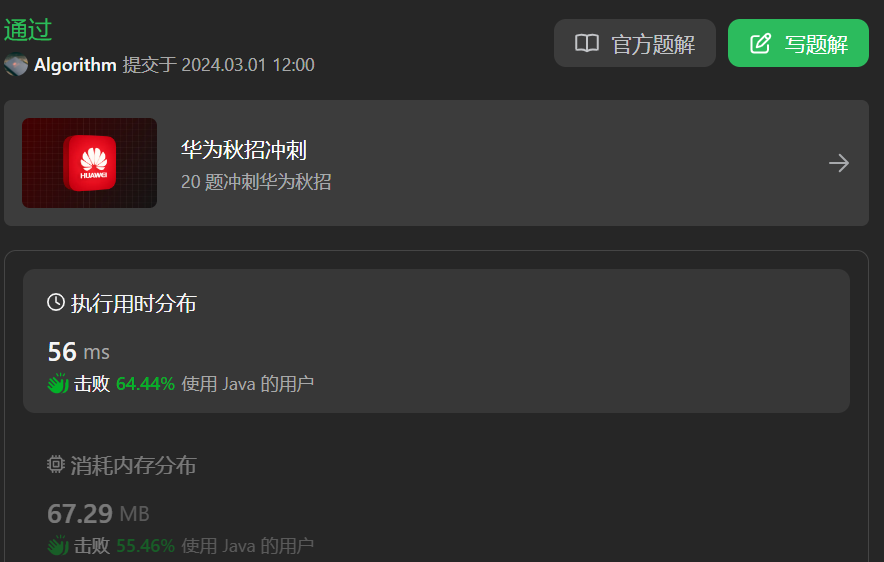 通过
官方题解
写题解
Algorithm 提交于 2024.03.01 12:00
HUAWEI
华为秋招冲刺
20 题冲刺华为秋招
执行用时分布
56 ms
击败 64.44% 使用 Java 的用户
消耗内存分布
67.29 MB
击败 55.46% 使用 Java 的用户